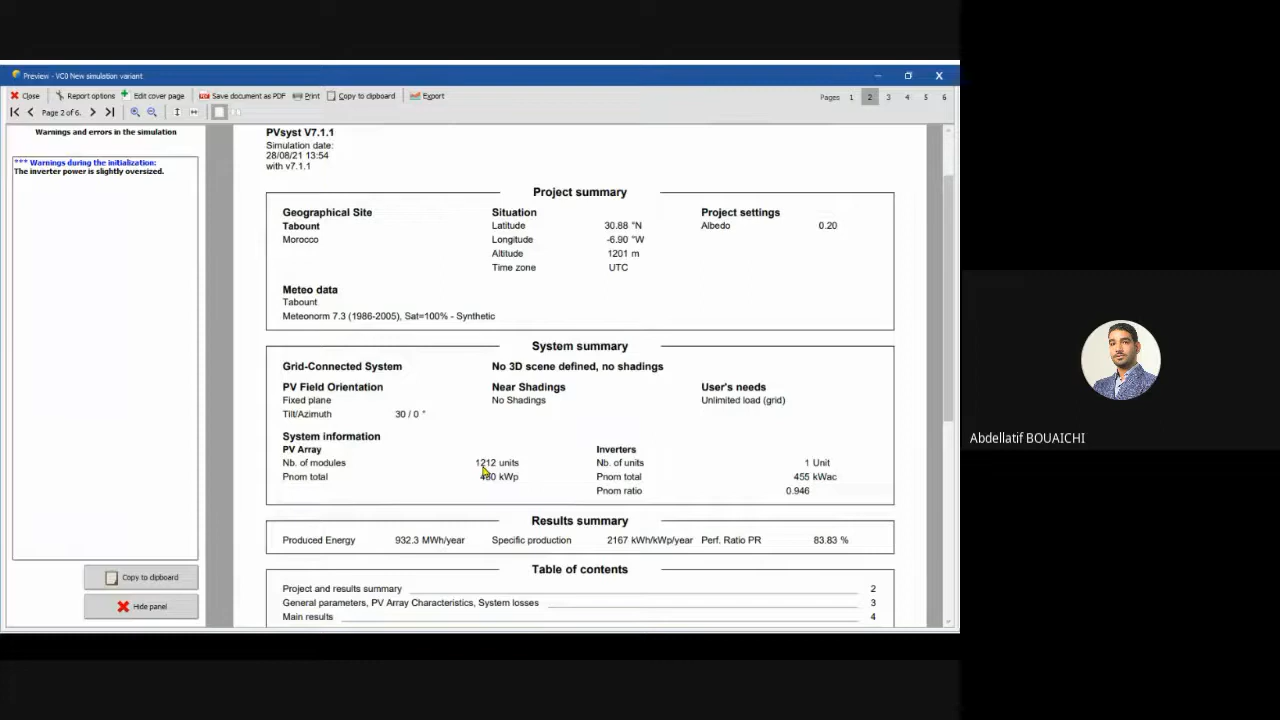 Preview - VC0 New simulation variant
Close Report options Edit cover page Save document as PDF Print Copy to clipboard Export Pages 1 2 3 4 5 6
Page 2 of 6.
Warnings and errors in the simulation
*** Warnings during the initialization:
The inverter power is slightly oversized.
Copy to clipboard
Hide panel
PVsyst V7.1.1
Simulation date:
28/08/21 13:54
with v7.1.1
Project summary
Geographical Site Situation Project settings
Tabount Latitude 30.88 °N Albedo 0.20
Morocco Longitude -6.90 °W
Altitude 1201 m
Time zone UTC
Meteo data
Tabount
Meteonorm 7.3 (1986-2005), Sat=100% - Synthetic
System summary
Grid-Connected System No 3D scene defined, no shadings
PV Field Orientation Near Shadings User's needs
Fixed plane No Shadings Unlimited load (grid)
Tilt/Azimuth 30 / 0 °
System information
PV Array Inverters
Nb. of modules 1212 units Nb. of units 1 Unit
Pnom total kWp Pnom total 455 kWac
Pnom ratio 0.946
Results summary
Produced Energy 932.3 MWh/year Specific production 2167 kWh/kWp/year Perf. Ratio PR 83.83 %
Table of contents
Project and results summary 2
General parameters, PV Array Characteristics, System losses 3
Main results 4
Abdellatif BOUAICHI